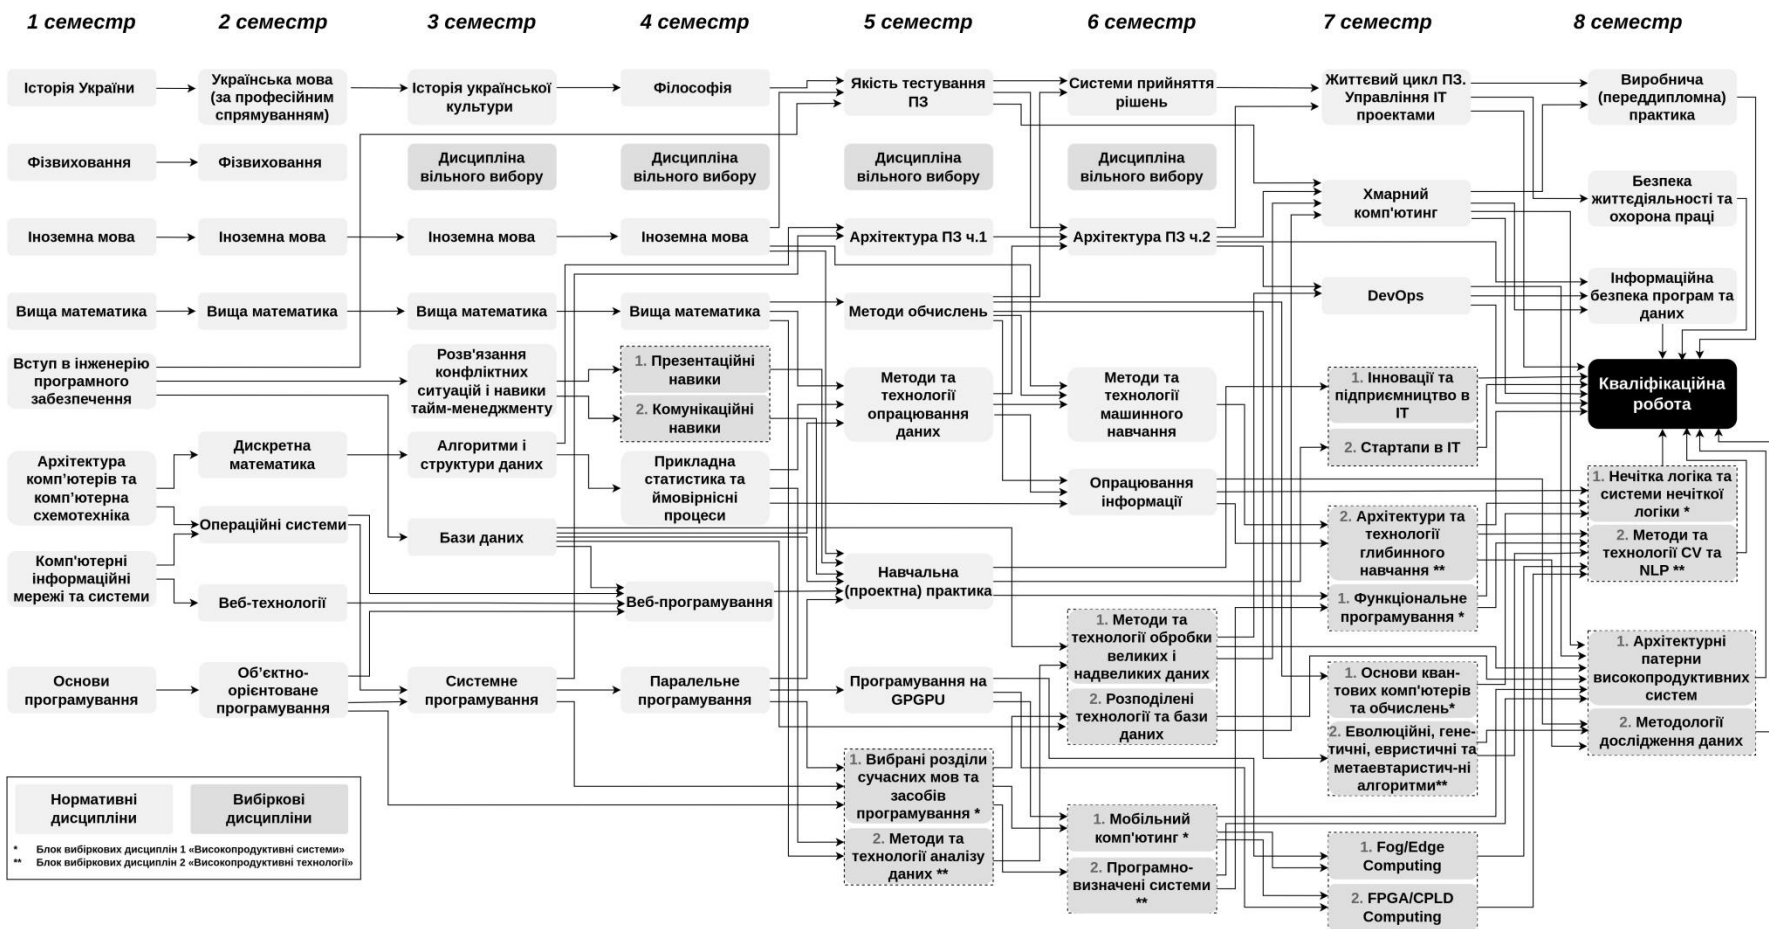 1 семестр
2 семестр
3 семестр
4 семестр
5 семестр
6 семестр
7 семестр
8 семестр
Історія України
Українська мова
(за професійним
спрямуванням)
Історія української
культури
Філософія
Якість тестування
ПЗ
Системи прийняття
рішень
Життєвий цикл ПЗ.
Управління ІТ
проектами
Виробнича
(переддипломна)
практика
Фізвиховання
Фізвиховання
Дисципліна
вільного вибору
Дисципліна
вільного вибору
Дисципліна
вільного вибору
Дисципліна
вільного вибору
Хмарний
комп'ютинг
Безпека
життєдіяльності та
охорона праці
Іноземна мова
Іноземна мова
Іноземна мова
Іноземна мова
Архітектура ПЗ ч.1
Архітектура ПЗ ч.2
DevOps
Інформаційна
безпека програм та
даних
Вища математика
Вища математика
Вища математика
Вища математика
Методи обчислень
Вступ в інженерію
програмного
забезпечення
Розв'язання
конфліктних
ситуацій і навики
тайм-менеджменту
1. Презентаційні
навики
2. Комунікаційні
навики
Методи та
технології
опрацювання
даних
Методи та
технології
машинного
навчання
1. Інновації та
підприємництво в
ІТ
2. Стартапи в ІТ
Кваліфікаційна
робота
Архітектура
комп’ютерів та
комп’ютерна
схемотехніка
Дискретна
математика
Алгоритми і
структури даних
Прикладна
статистика та
ймовірнісні
процеси
Опрацювання
інформації
1. Нечітка логіка та
системи нечіткої
логіки *
Операційні системи
Бази даних
2. Архітектури та
технології
глибинного
навчання **
2. Методи та
технології CV та
NLP **
Комп'ютерні
інформаційні
мережі та системи
Веб-технології
Веб-програмування
Навчальна
(проектна) практика
1. Функціональне
програмування *
1. Методи та
технології обробки
великих і
надвеликих даних
2. Розподілені
технології та бази
даних
1. Архітектурні
патерни
високопродуктивних
систем
2. Методології
дослідження даних
Основи
програмування
Об’єктно-
орієнтоване
програмування
Системне
програмування
Паралельне
програмування
Програмування на
GPGPU
1. Основи кван-
тових комп'ютерів
та обчислень*
2. Еволюційні, гене-
тичні, евристичні та
метаевтаристич-ні
алгоритми**
1. Вибрані розділи
сучасних мов та
засобів
програмування *
2. Методи та
технології аналізу
даних **
1. Мобільний
комп'ютинг *
2. Програмно-
визначені системи
**
1. Fog/Edge
Computing
2. FPGA/CPLD
Computing
Нормативні
дисципліни
Вибіркові
дисципліни
* Блок вибіркових дисциплін 1 «Високопродуктивні системи»
** Блок вибіркових дисциплін 2 «Високопродуктивні технології»